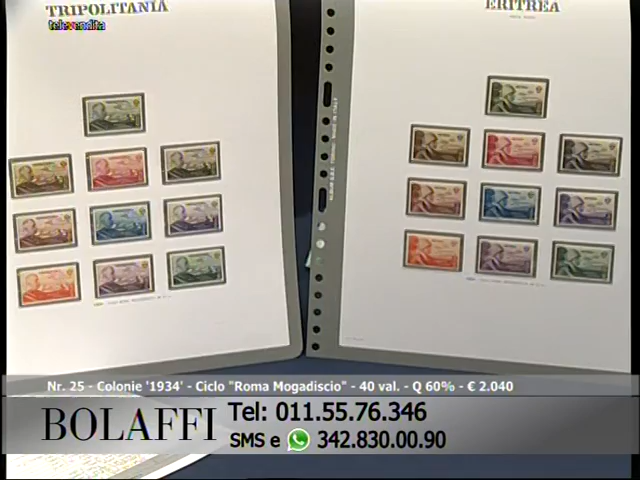 TRIPOLITANIA
televendita
ERITREA
Nr. 25 - Colonie '1934' - Ciclo "Roma Mogadiscio" - 40 val. - Q 60% - € 2.040
BOLAFFI
Tel: 011.55.76.346
SMS e 342.830.00.90